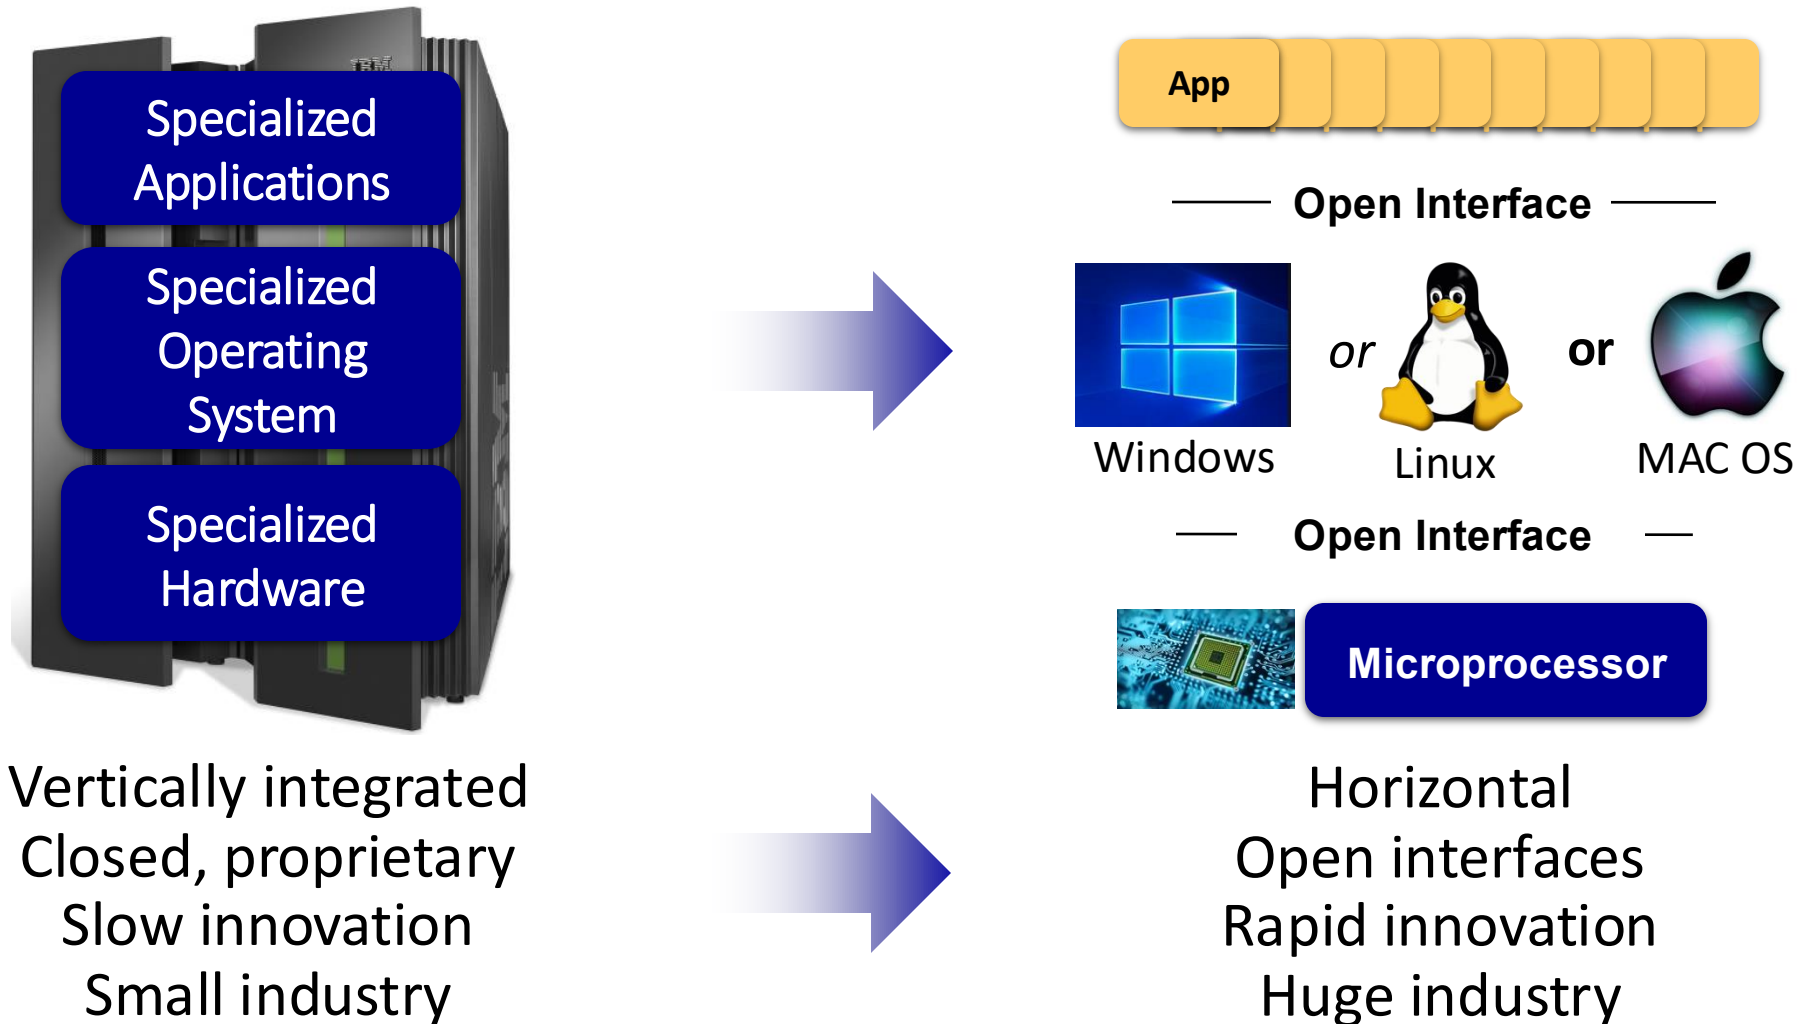 IBM
Specialized
Applications
Specialized
Operating
System
Specialized
Hardware
App
Open Interface
or
or
Windows
Linux
MAC OS
Open Interface
Microprocessor
Vertically integrated
Closed, proprietary
Slow innovation
Small industry
Horizontal
Open interfaces
Rapid innovation
Huge industry